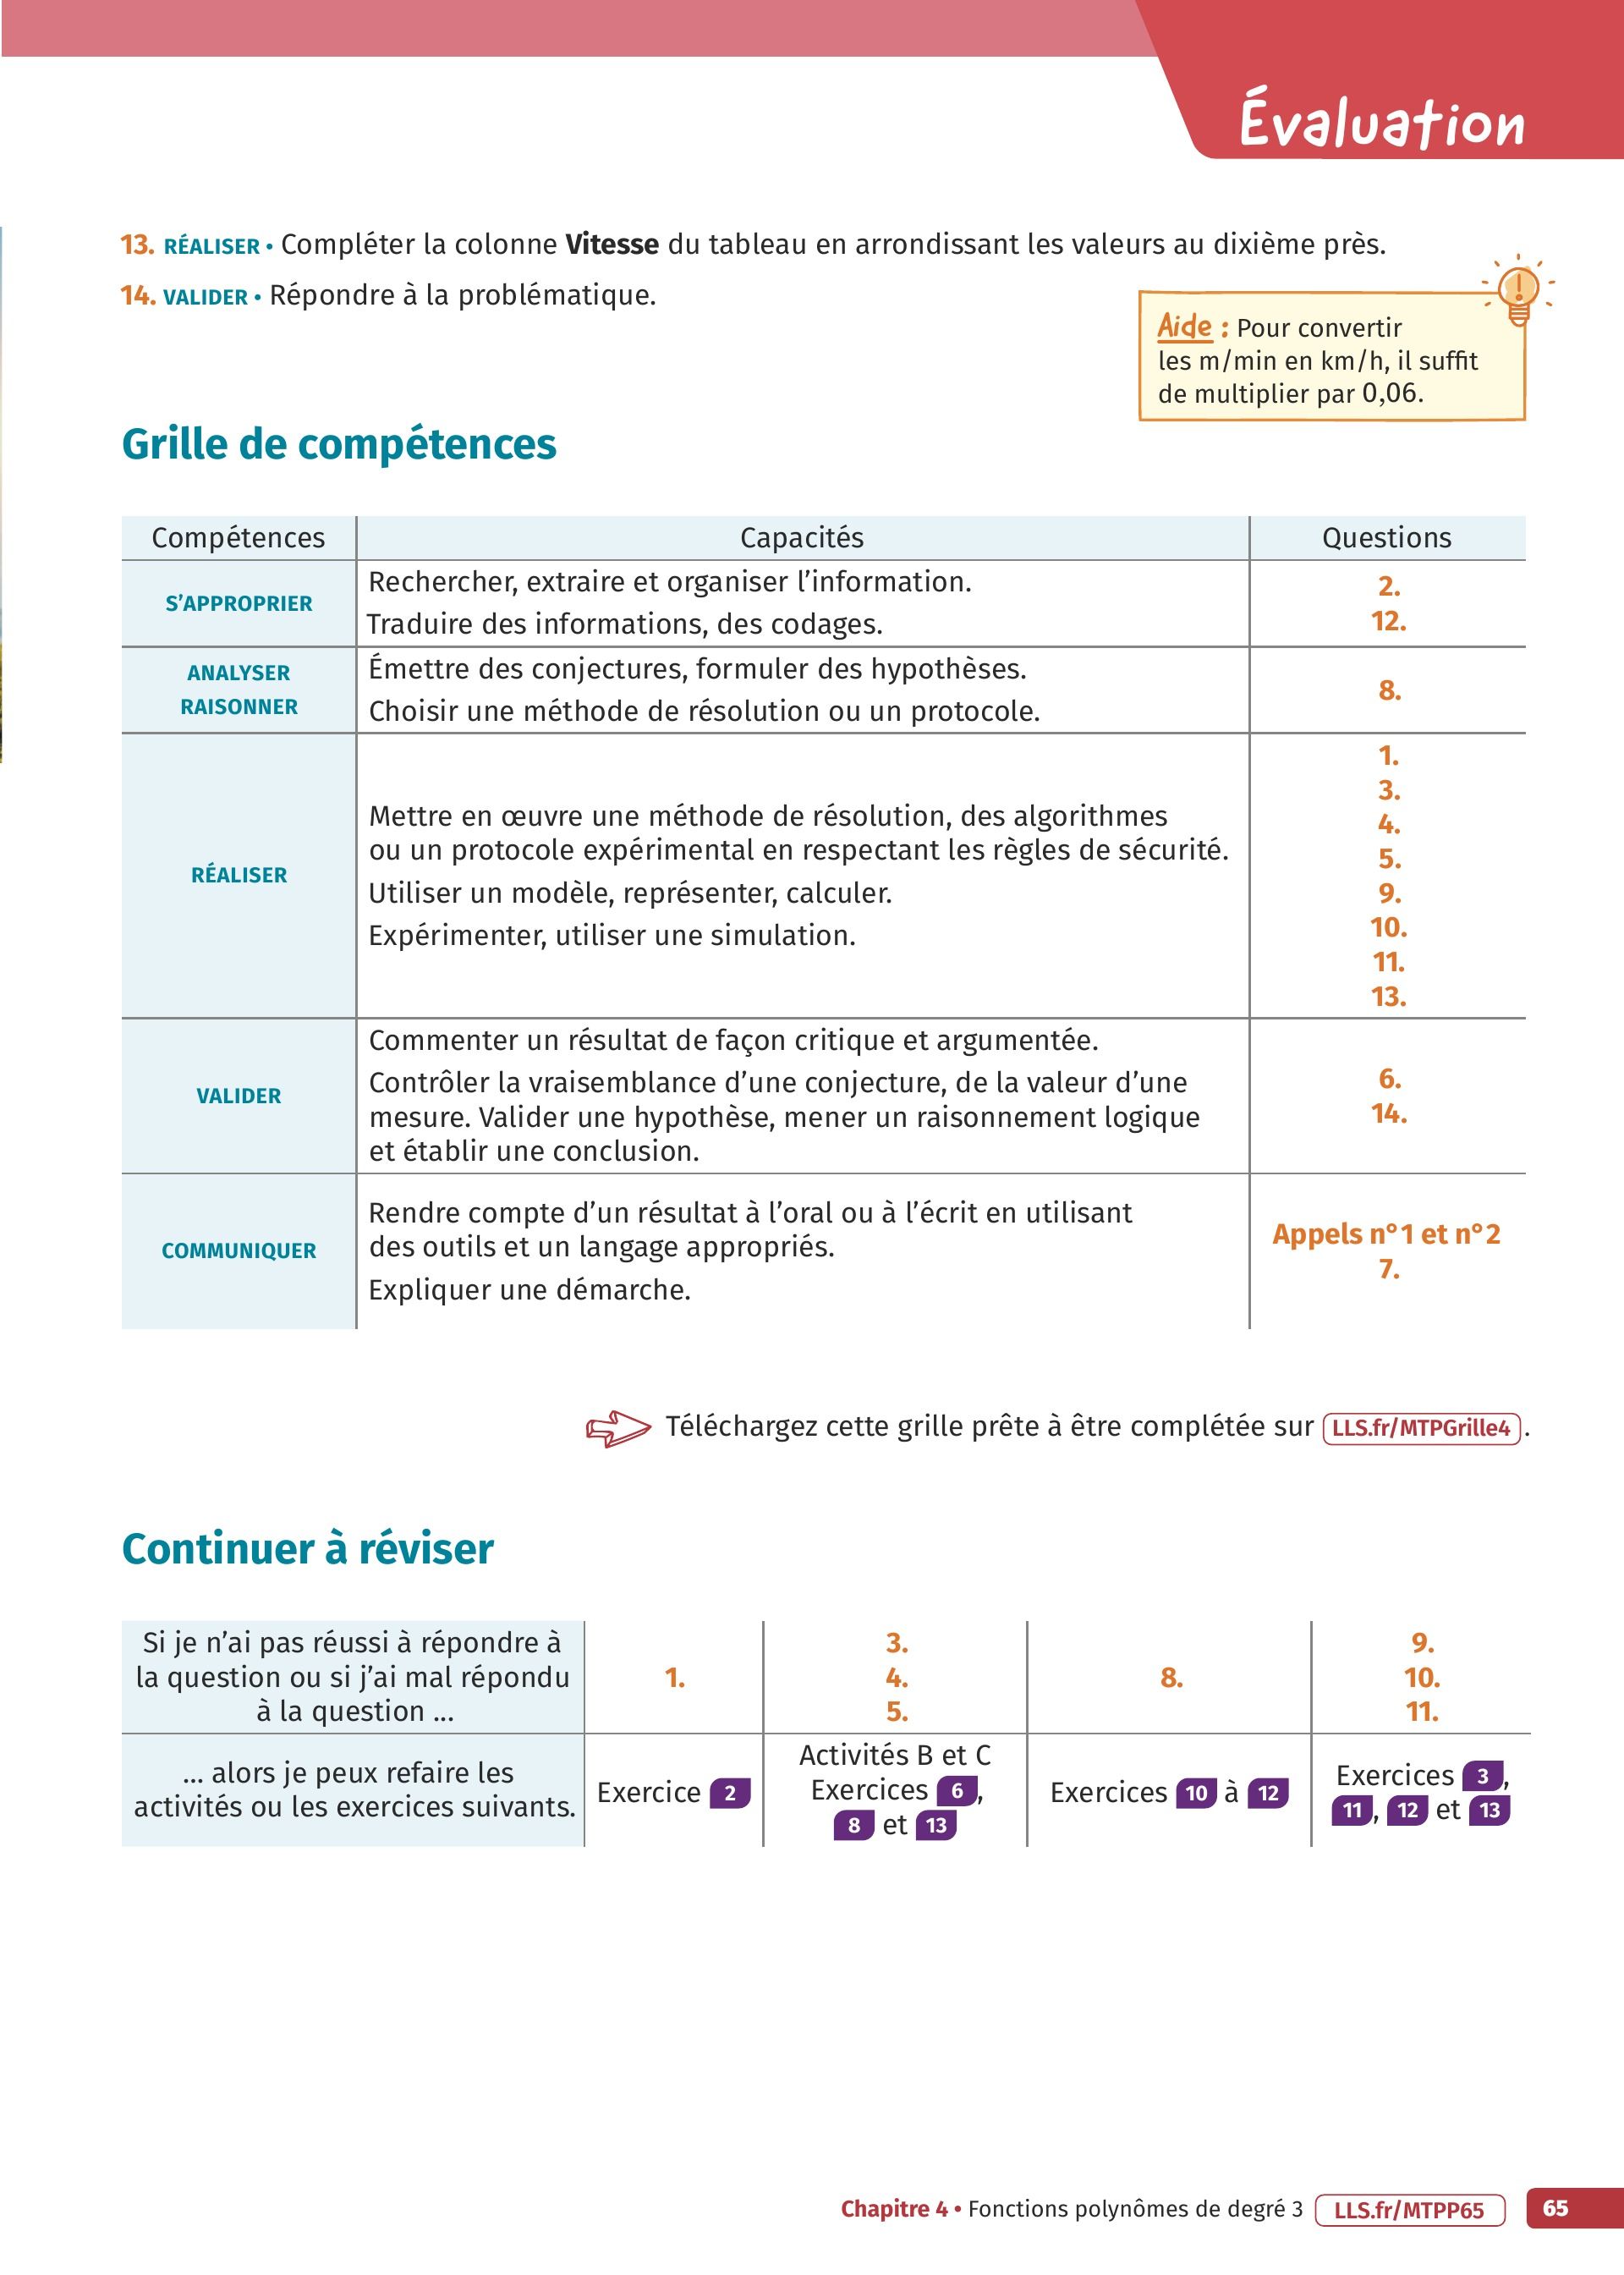 Évaluation
13. RÉALISER • Compléter la colonne Vitesse du tableau en arrondissant les valeurs au dixième près.
14. VALIDER • Répondre à la problématique.
Aide : Pour convertir
les m/min en km/h, il suffit
de multiplier par 0,06.
Grille de compétences
Compétences
Capacités
Questions
S’APPROPRIER
Rechercher, extraire et organiser l’information.
Traduire des informations, des codages.
2.
12.
ANALYSER
RAISONNER
Émettre des conjectures, formuler des hypothèses.
Choisir une méthode de résolution ou un protocole.
8.
RÉALISER
Mettre en œuvre une méthode de résolution, des algorithmes
ou un protocole expérimental en respectant les règles de sécurité.
Utiliser un modèle, représenter, calculer.
Expérimenter, utiliser une simulation.
1.
3.
4.
5.
9.
10.
11.
13.
VALIDER
Commenter un résultat de façon critique et argumentée.
Contrôler la vraisemblance d’une conjecture, de la valeur d’une
mesure. Valider une hypothèse, mener un raisonnement logique
et établir une conclusion.
6.
14.
COMMUNIQUER
Rendre compte d’un résultat à l’oral ou à l’écrit en utilisant
des outils et un langage appropriés.
Expliquer une démarche.
Appels n° 1 et n° 2
7.
Téléchargez cette grille prête à être complétée sur LLS.fr/MTPGrille4 .
Continuer à réviser
Si je n’ai pas réussi à répondre à
la question ou si j’ai mal répondu
à la question ...
1.
3.
4.
5.
8.
9.
10.
11.
... alors je peux refaire les
activités ou les exercices suivants.
Exercice 2
Activités B et C
Exercices 6 ,
8 et 13
Exercices 10 à 12
Exercices 3 ,
11 , 12 et 13
Chapitre 4 • Fonctions polynômes de degré 3 LLS.fr/MTPP65 65